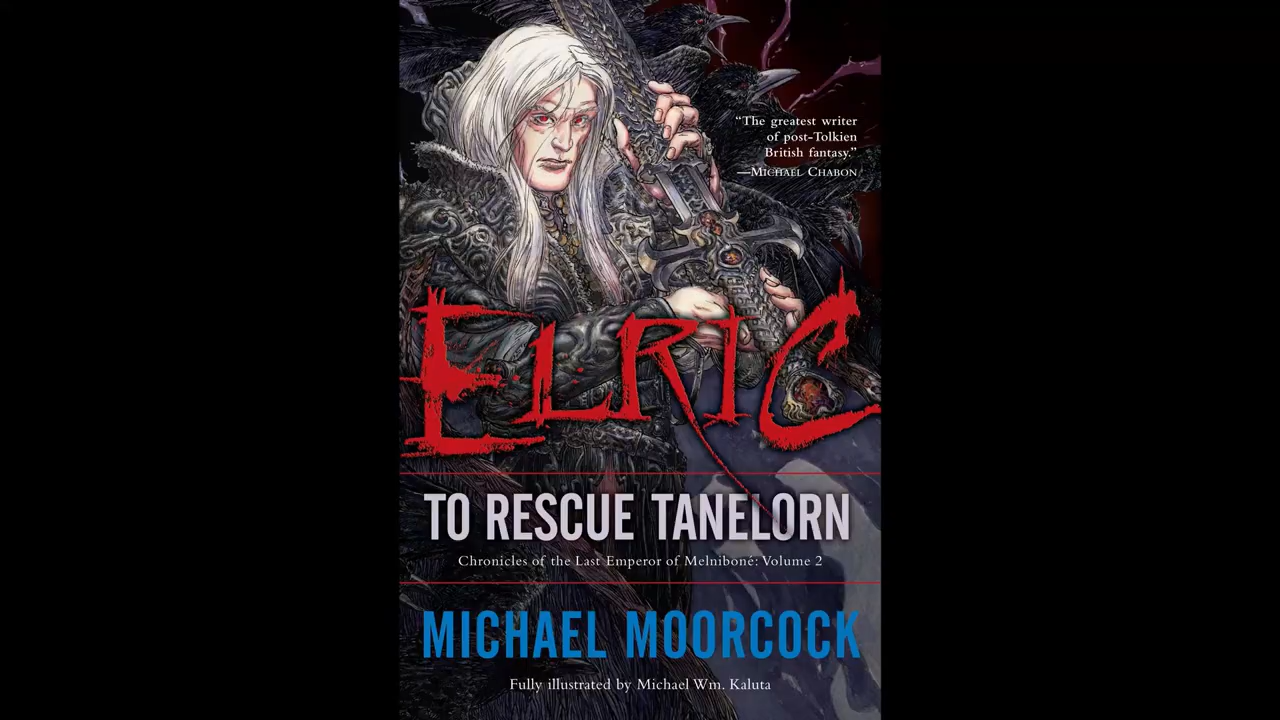 “The greatest writer
of post-Tolkien
British fantasy.”
—Michael Chabon
ELRIC
TO RESCUE TANELORN
Chronicles of the Last Emperor of Melniboné: Volume 2
MICHAEL MOORCOCK
Fully illustrated by Michael Wm. Kaluta